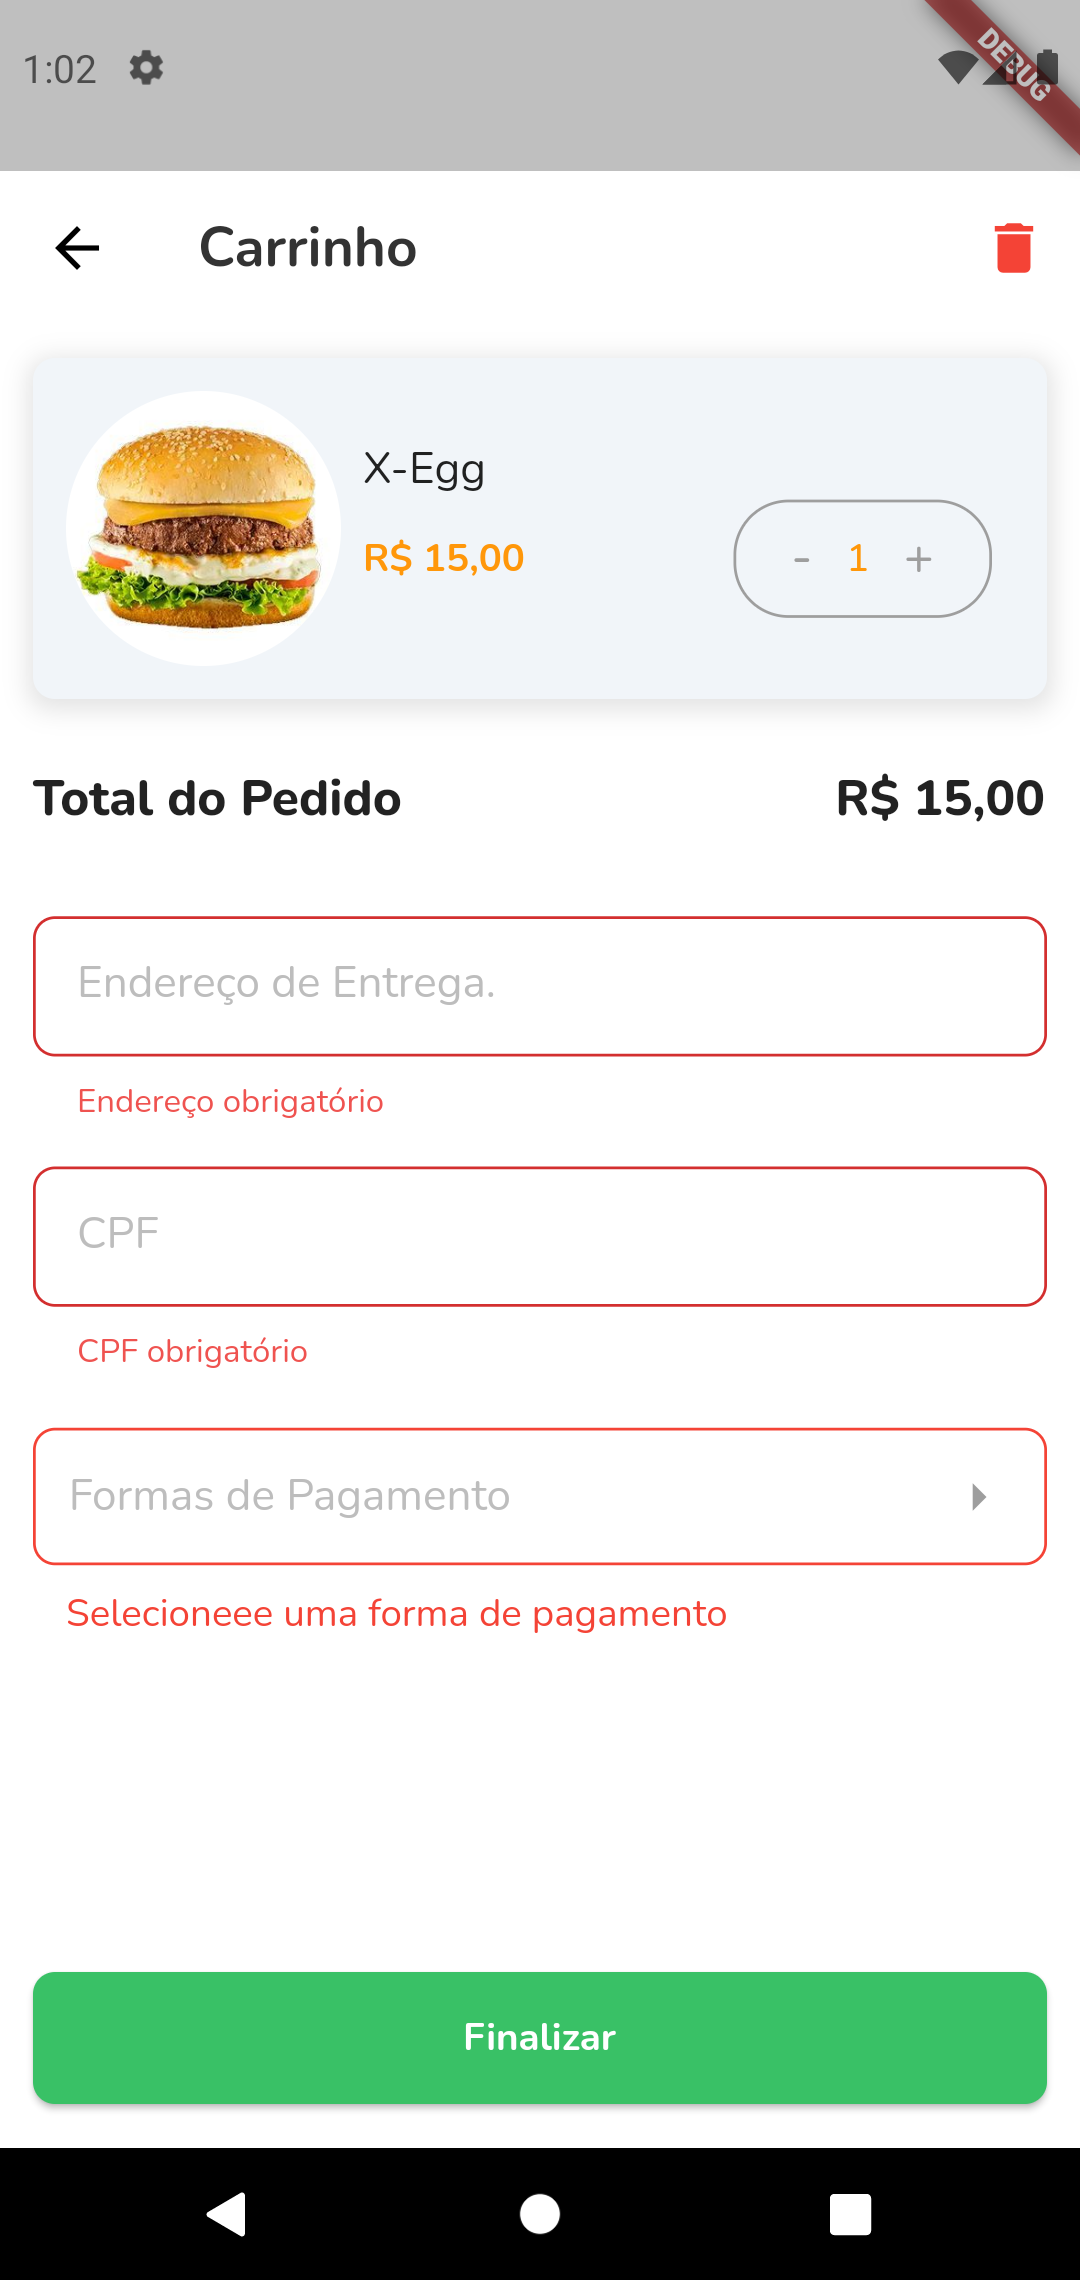 1:02
DEBUG
Carrinho
X-Egg
R$ 15,00
- 1 +
Total do Pedido
R$ 15,00
Endereço de Entrega.
Endereço obrigatório
CPF
CPF obrigatório
Formas de Pagamento
Selecioneee uma forma de pagamento
Finalizar